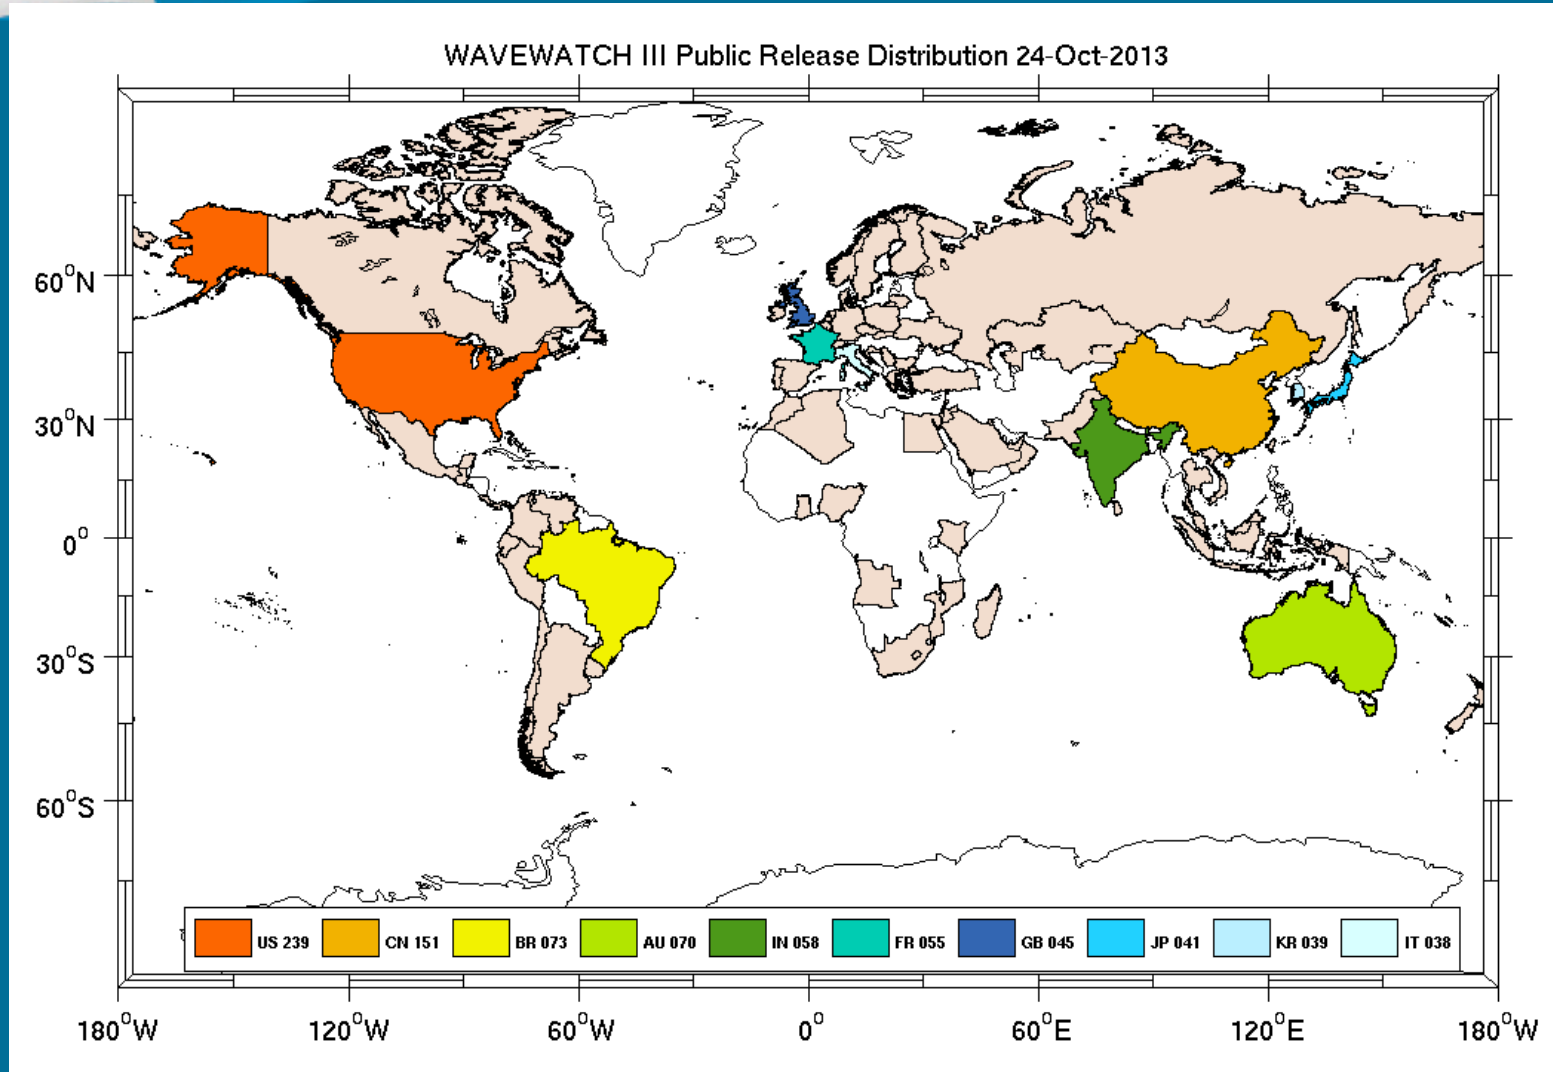 WAVEWATCH III Public Release Distribution 24-Oct-2013
60°N
30°N
0°
30°S
60°S
US 239 CN 151 BR 073 AU 070 IN 058 FR 055 GB 045 JP 041 KR 039 IT 038
180°W 120°W 60°W 0° 60°E 120°E 180°W